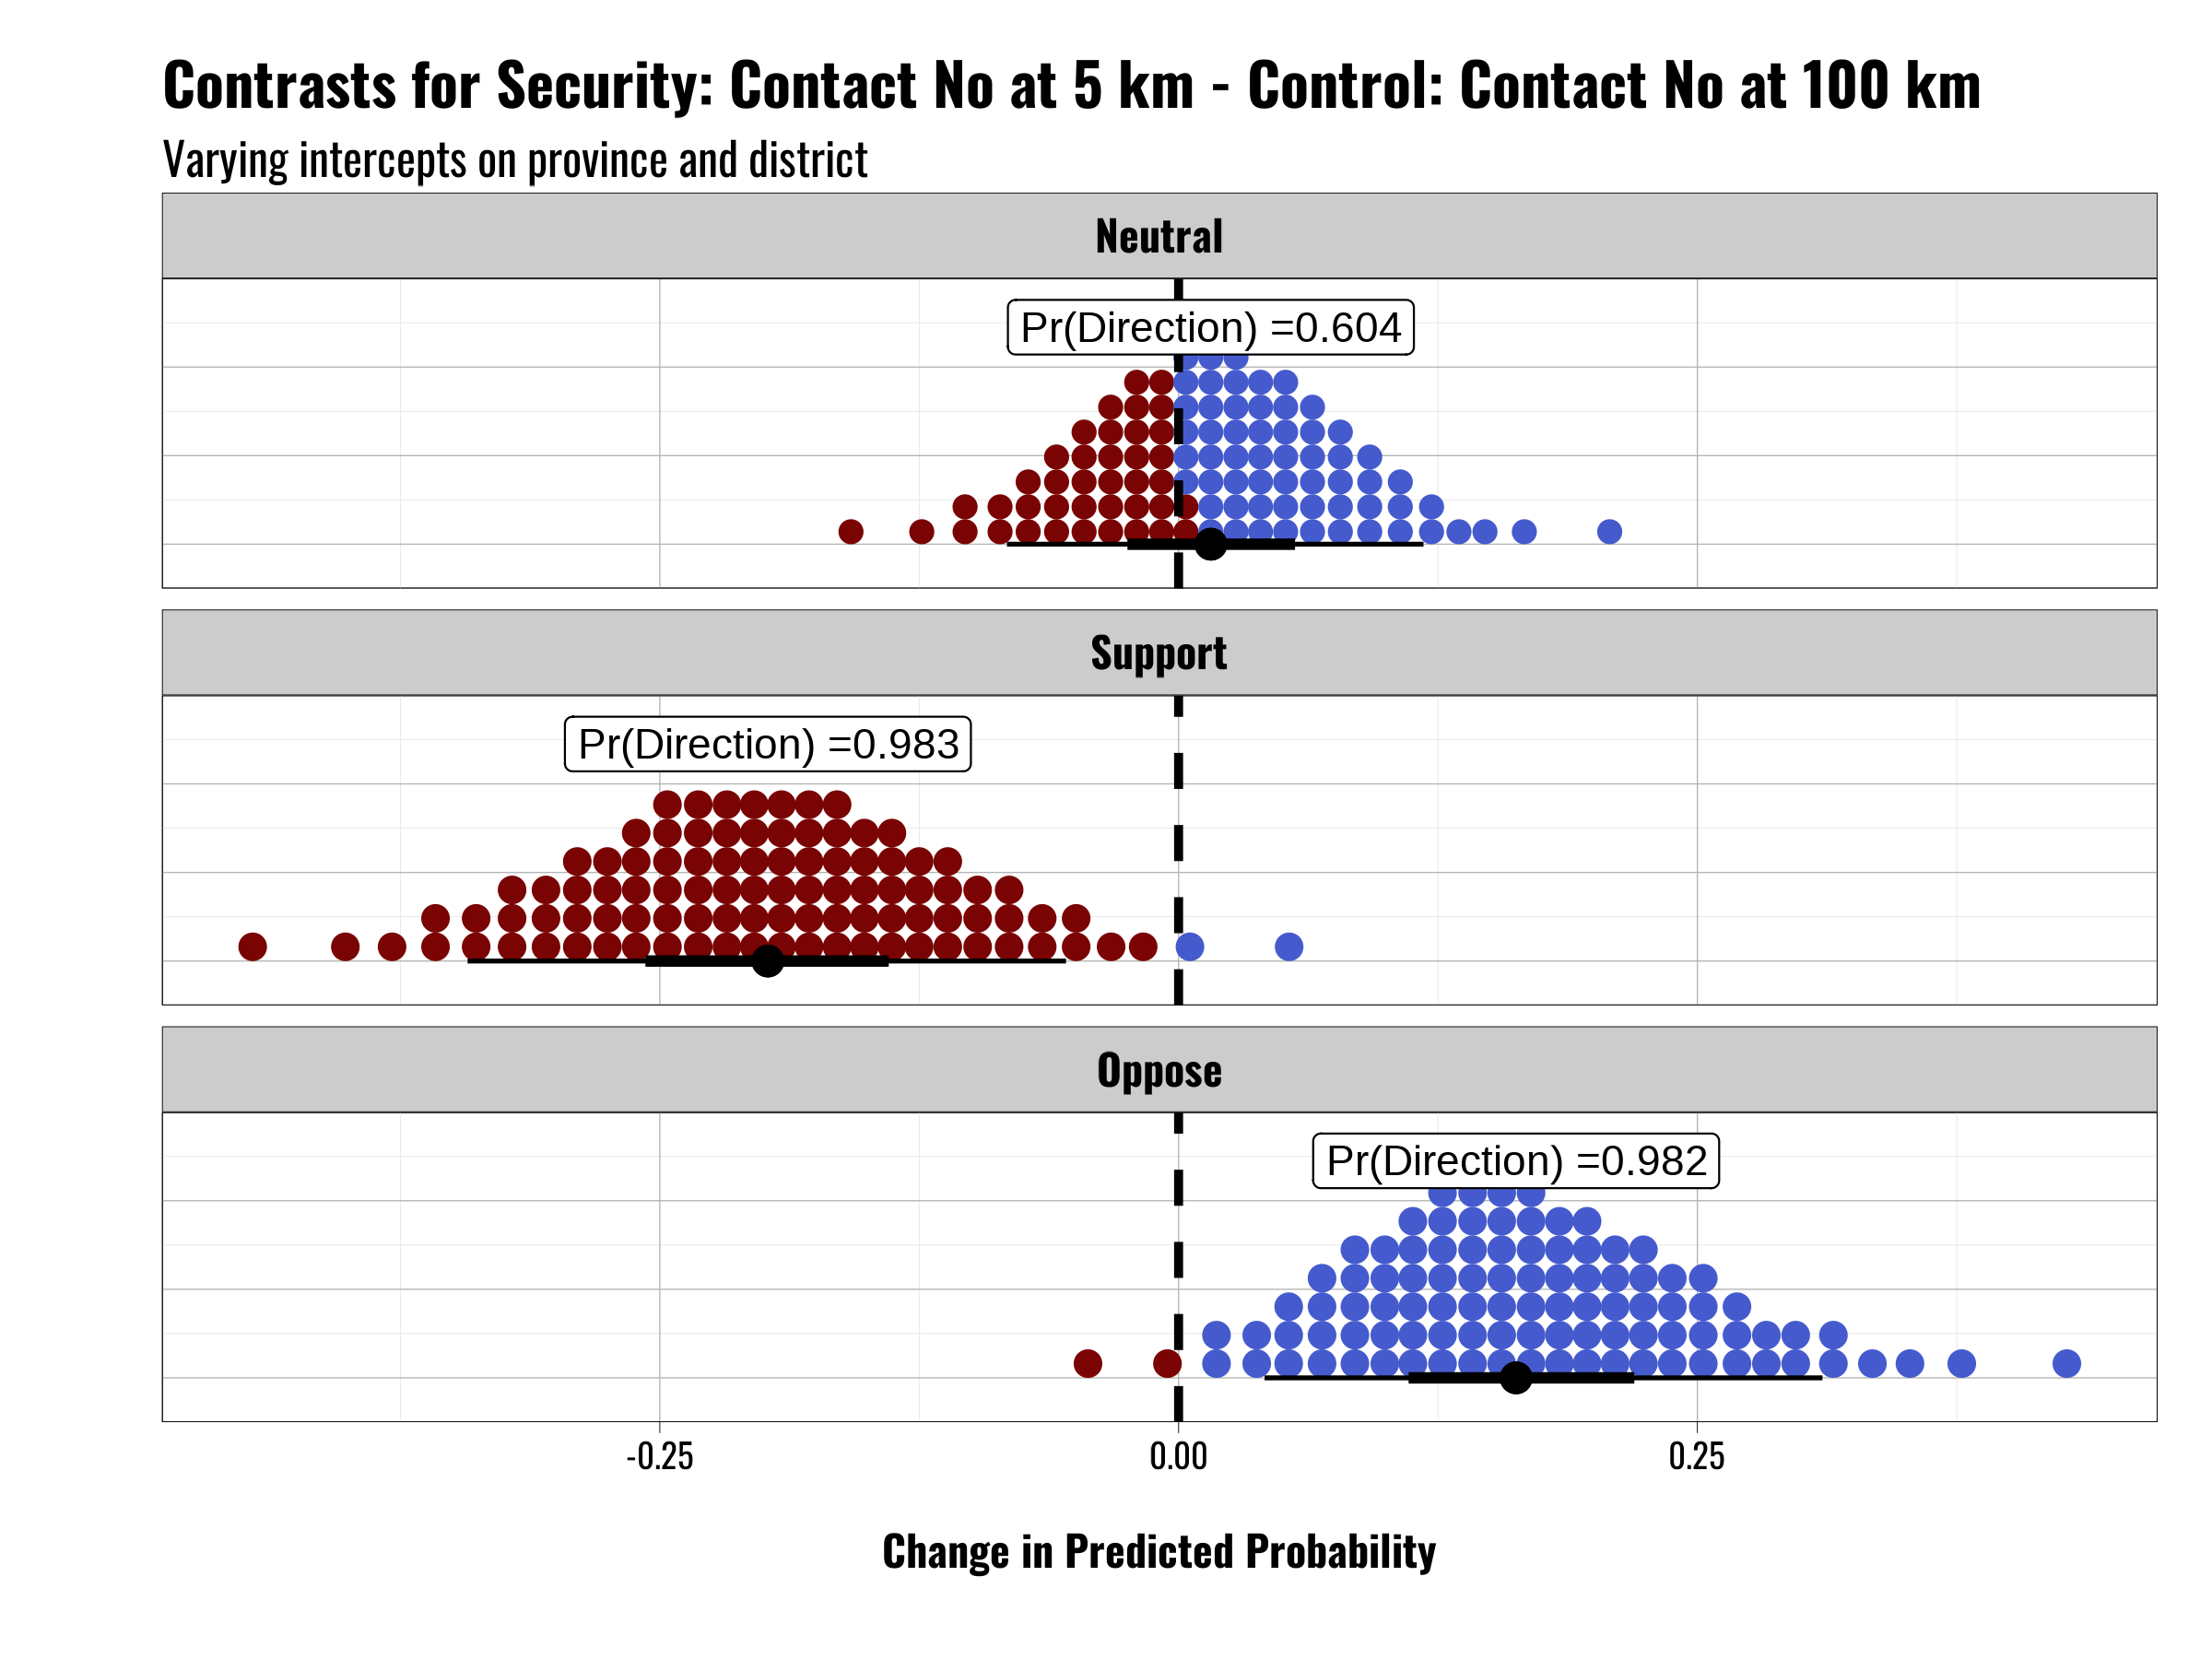 Contrasts for Security: Contact No at 5 km - Control: Contact No at 100 km
Varying intercepts on province and district
Neutral
Pr(Direction) =0.604
Support
Pr(Direction) =0.983
Oppose
Pr(Direction) =0.982
-0.25 0.00 0.25
Change in Predicted Probability